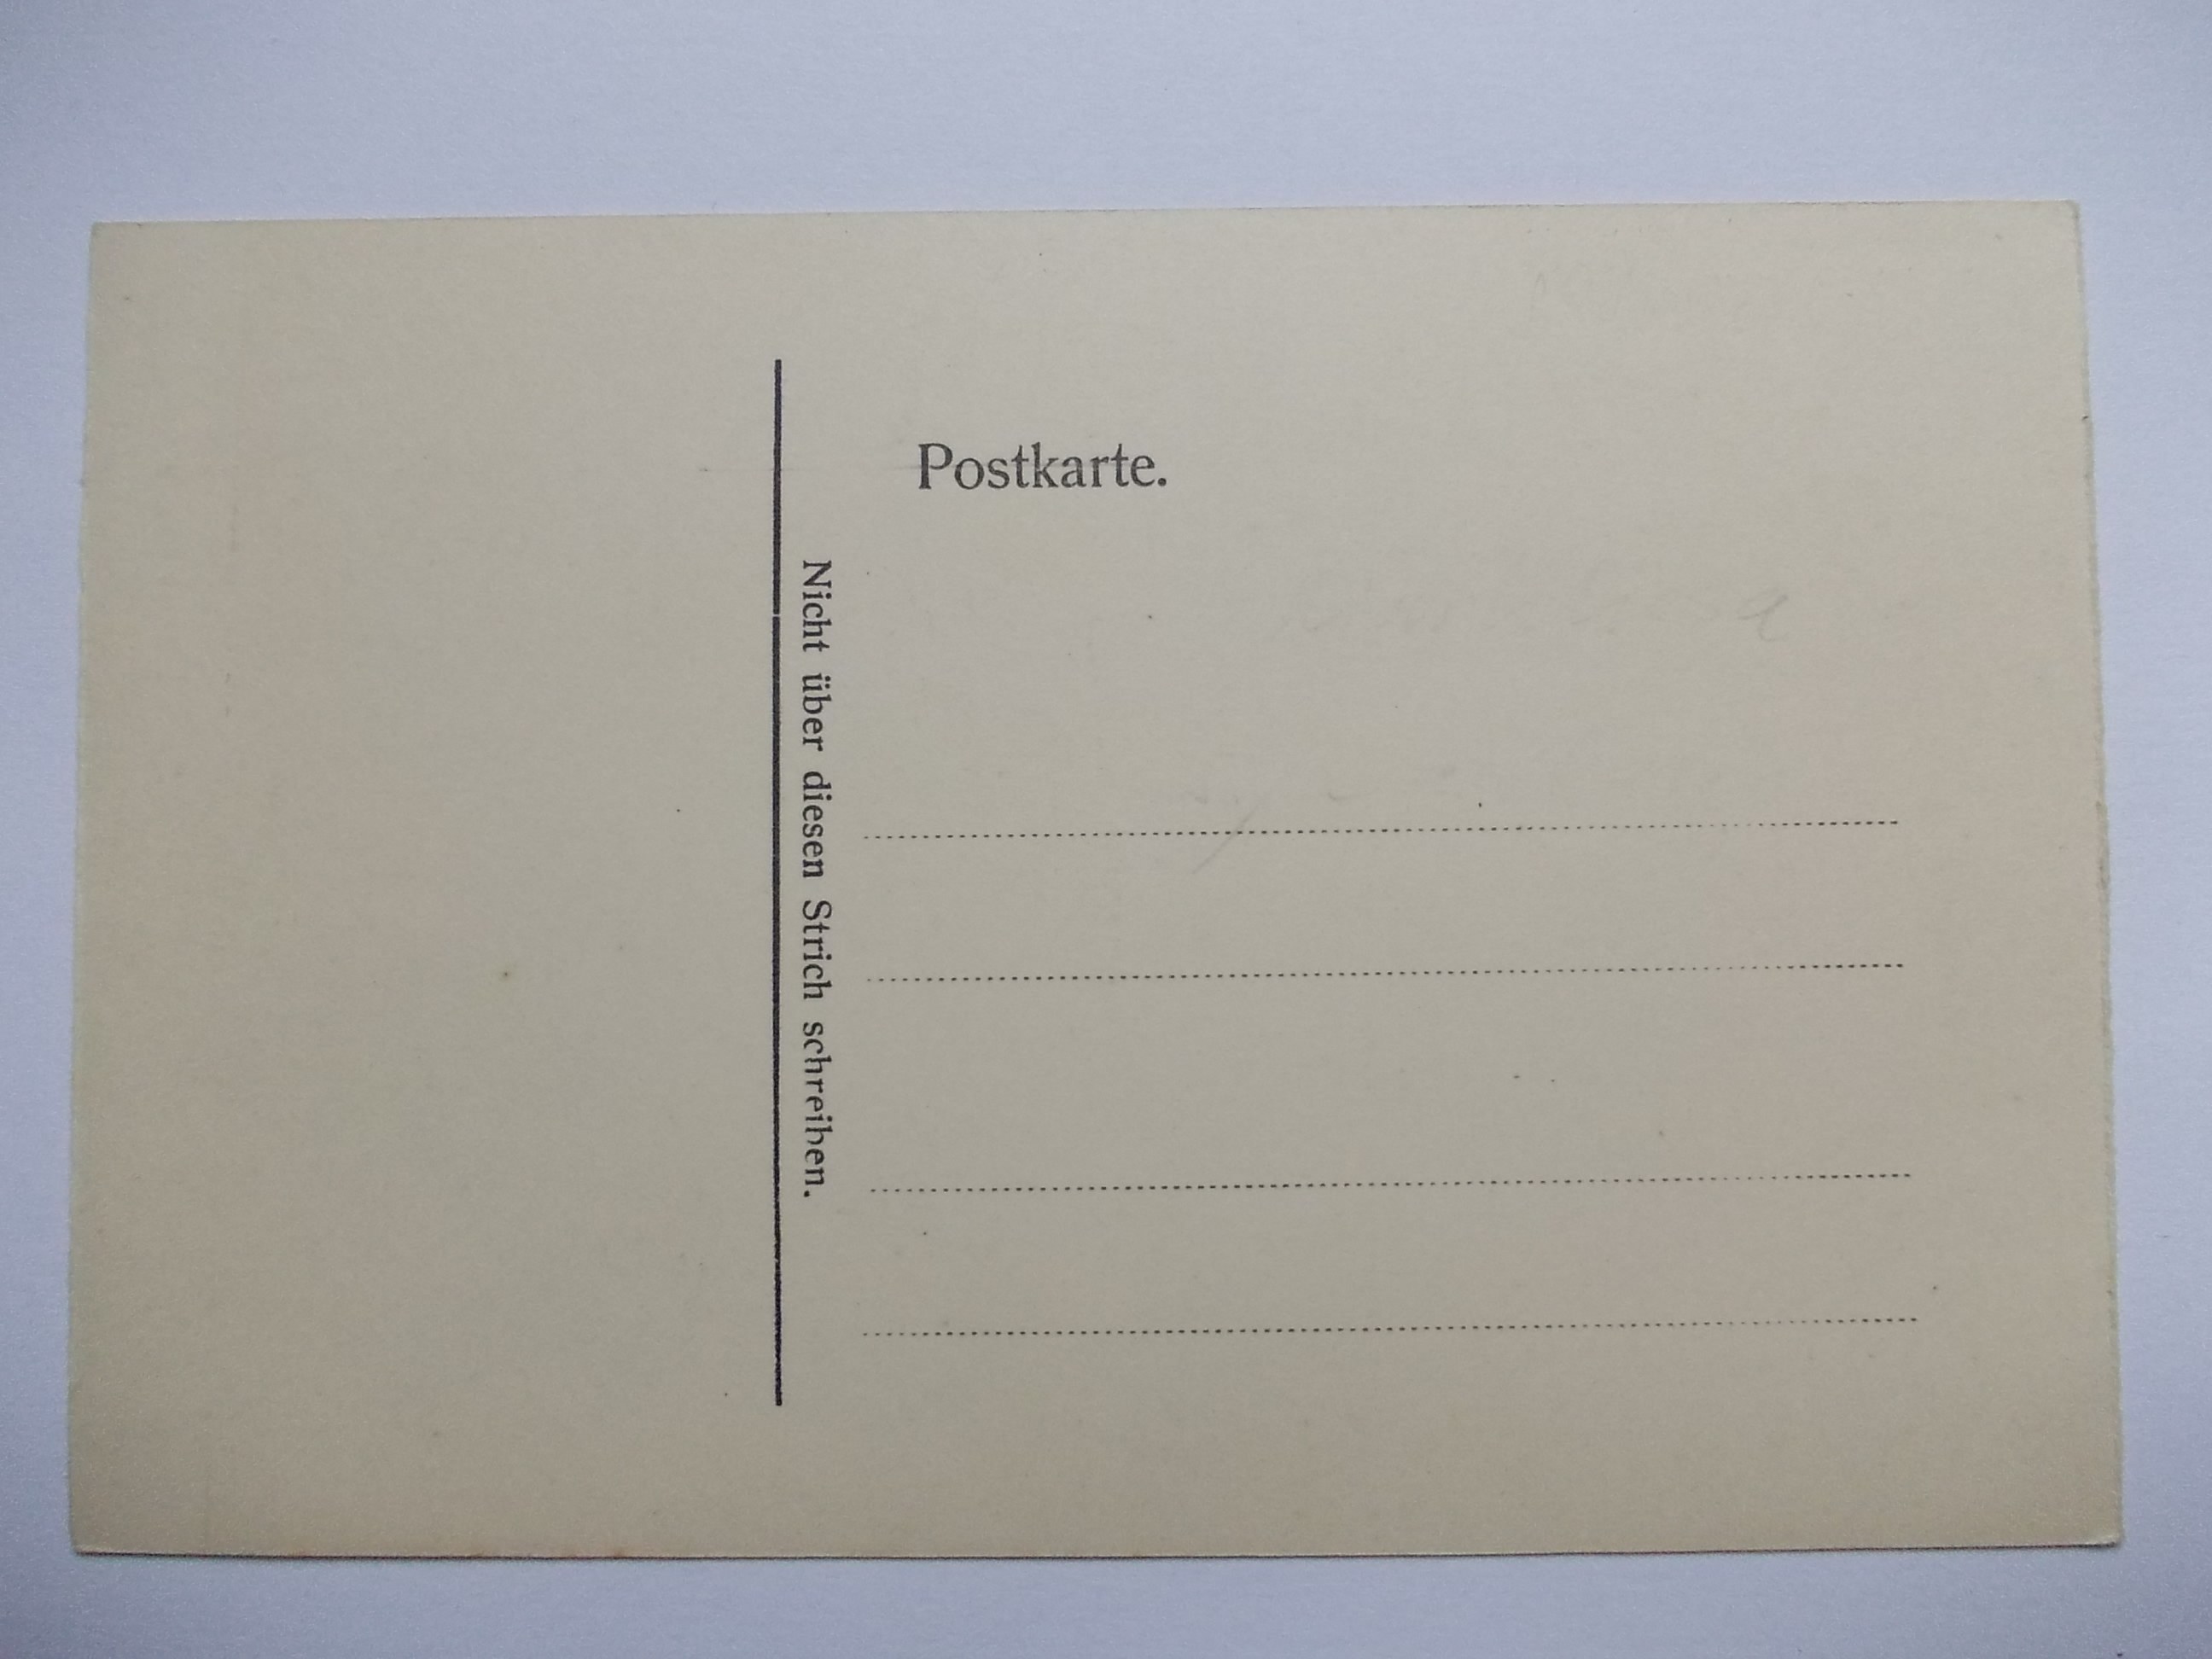 Postkarte.
Nicht über diesen Strich schreiben.